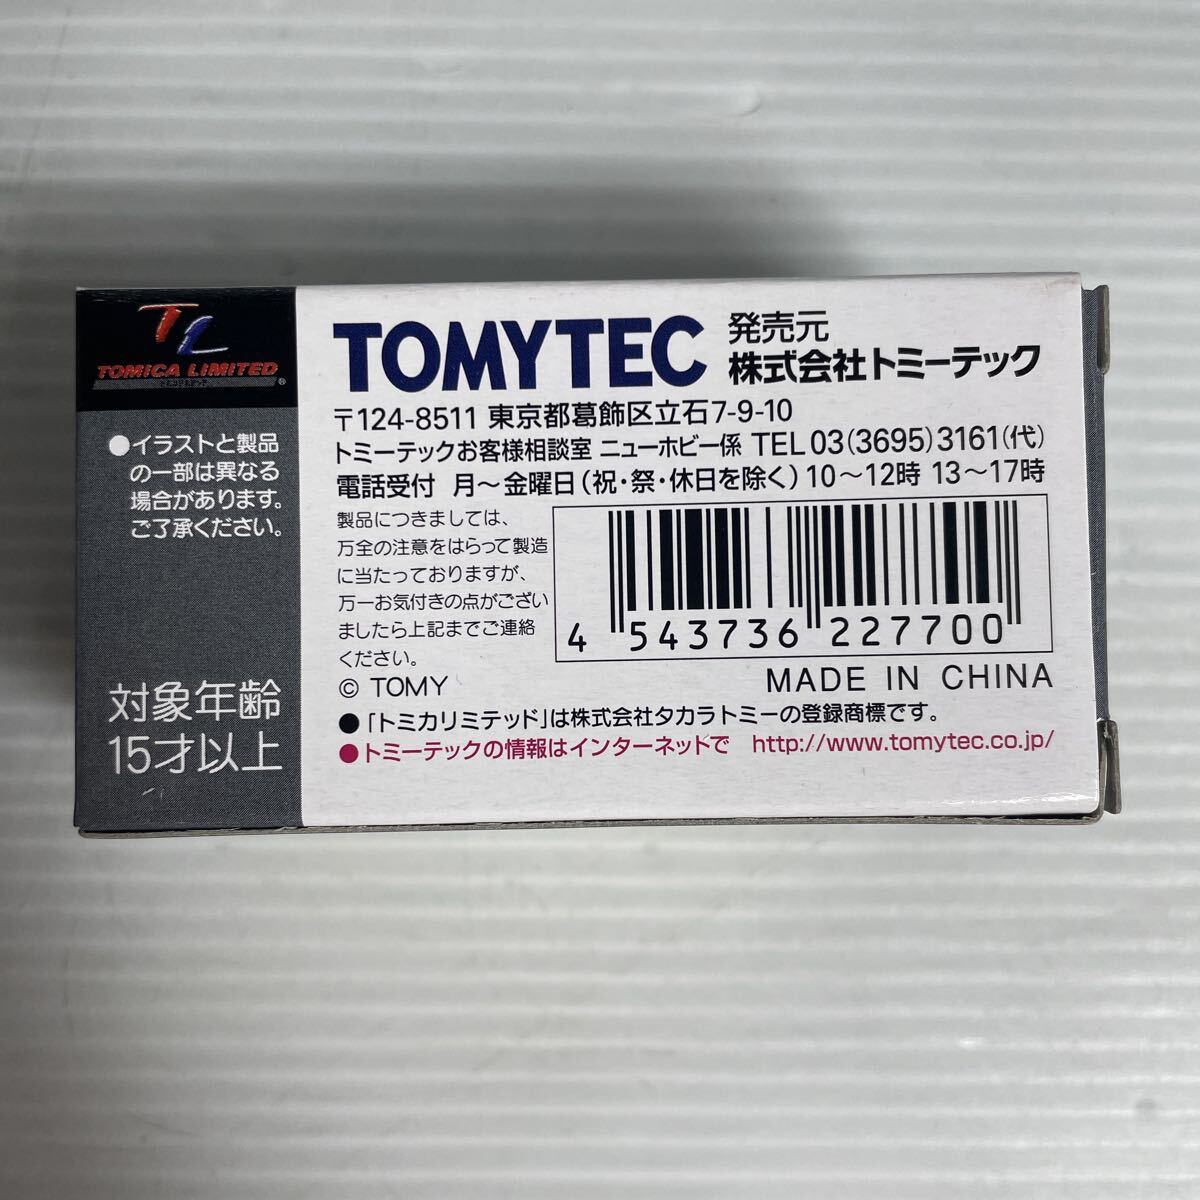 TL
TOMICA LIMITED
®
●イラストと製品
の一部は異なる
場合があります。
ご了承ください。
対象年齢
15才以上
TOMYTEC
発売元
株式会社トミーテック
〒124-8511 東京都葛飾区立石7-9-10
トミーテックお客様相談室 ニューホビー係 TEL 03(3695)3161(代)
電話受付 月～金曜日(祝・祭・休日を除く)10～12時 13～17時
製品につきましては、
万全の注意をはらって製造
に当たっておりますが、
万一お気付きの点がござい
ましたら上記までご連絡
ください。
4 543736 227700
© TOMY
MADE IN CHINA
●「トミカリミテッド」は株式会社タカラトミーの登録商標です。
●トミーテックの情報はインターネットで http://www.tomytec.co.jp/